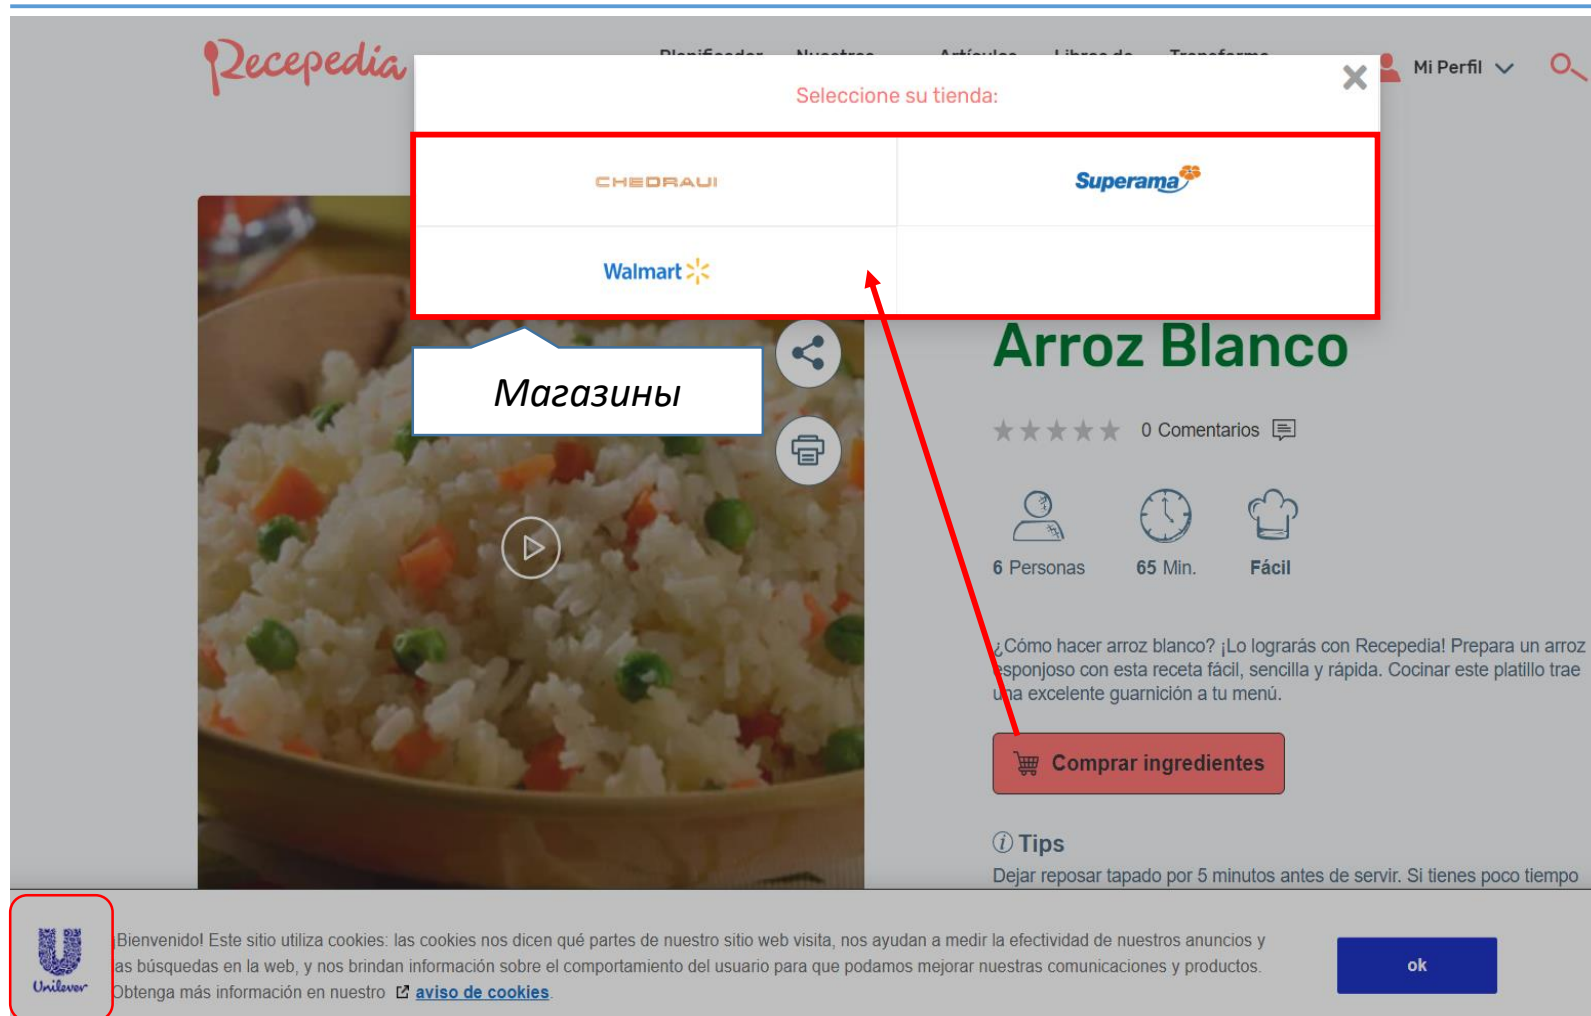 Recepedia
Mi Perfil
Seleccione su tienda:
CHEDRAUI
Superama
Walmart
Магазины
Arroz Blanco
0 Comentarios
6 Personas
65 Min.
Fácil
¿Cómo hacer arroz blanco? ¡Lo lograrás con Recepedia! Prepara un arroz
esponjoso con esta receta fácil, sencilla y rápida. Cocinar este platillo trae
una excelente guarnición a tu menú.
Comprar ingredientes
Tips
Dejar reposar tapado por 5 minutos antes de servir. Si tienes poco tiempo
Unilever
¡Bienvenido! Este sitio utiliza cookies: las cookies nos dicen qué partes de nuestro sitio web visita, nos ayudan a medir la efectividad de nuestros anuncios y
as búsquedas en la web, y nos brindan información sobre el comportamiento del usuario para que podamos mejorar nuestras comunicaciones y productos.
Obtenga más información en nuestro aviso de cookies.
ok